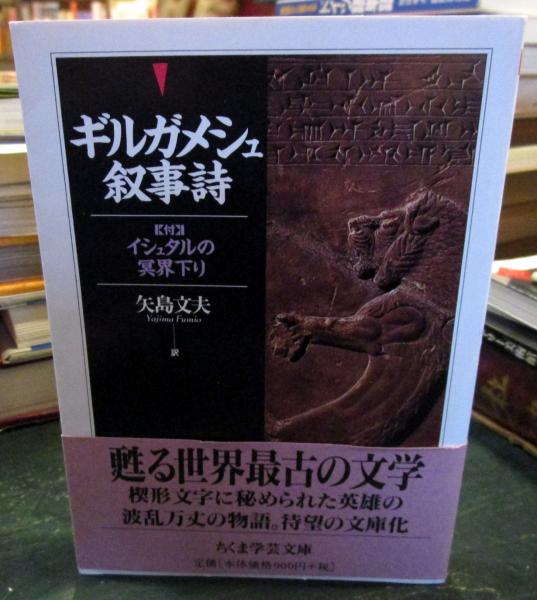 ギルガメシュ
叙事詩
【付】
イシュタルの
冥界下り
矢島文夫
Yajima Fumio
訳
甦る世界最古の文学
楔形文字に秘められた英雄の
波乱万丈の物語。待望の文庫化
ちくま学芸文庫
定価[本体価格900円+税]